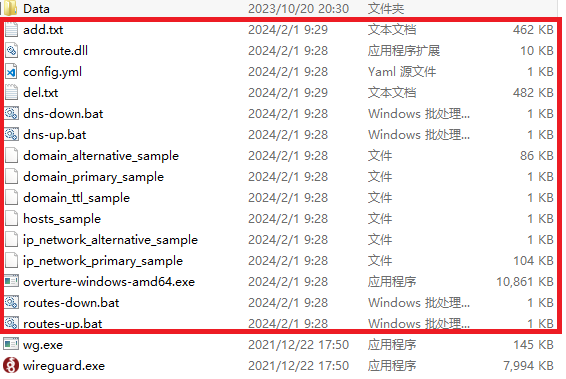 Data 2023/10/20 20:30 文件夹
add.txt 2024/2/1 9:29 文本文档 462 KB
cmroute.dll 2024/2/1 9:28 应用程序扩展 10 KB
config.yml 2024/2/1 9:28 Yaml 源文件 1 KB
del.txt 2024/2/1 9:29 文本文档 482 KB
dns-down.bat 2024/2/1 9:28 Windows 批处理... 1 KB
dns-up.bat 2024/2/1 9:28 Windows 批处理... 1 KB
domain_alternative_sample 2024/2/1 9:28 文件 86 KB
domain_primary_sample 2024/2/1 9:28 文件 1 KB
domain_ttl_sample 2024/2/1 9:28 文件 1 KB
hosts_sample 2024/2/1 9:28 文件 1 KB
ip_network_alternative_sample 2024/2/1 9:28 文件 1 KB
ip_network_primary_sample 2024/2/1 9:28 文件 104 KB
overture-windows-amd64.exe 2024/2/1 9:28 应用程序 10,861 KB
routes-down.bat 2024/2/1 9:28 Windows 批处理... 1 KB
routes-up.bat 2024/2/1 9:28 Windows 批处理... 1 KB
wg.exe 2021/12/22 17:50 应用程序 145 KB
wireguard.exe 2021/12/22 17:50 应用程序 7,994 KB